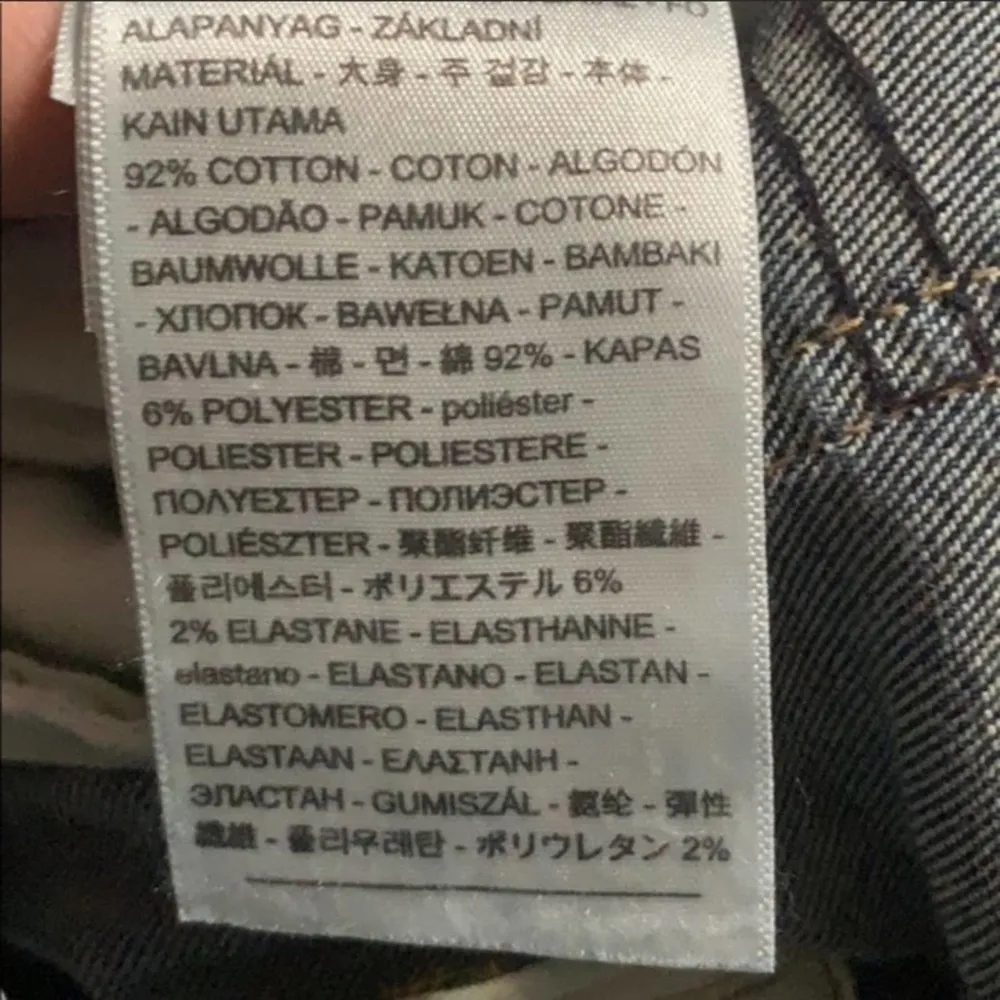 ALAPANYAG - ZÁKLADNÍ
MATERIÁL - 大身 - 주 겉감 - 本体 -
KAIN UTAMA
92% COTTON - COTON - ALGODÓN
- ALGODÃO - PAMUK - COTONE -
BAUMWOLLE - KATOEN - BAMBAKI
- ХЛОПОК - BAWEŁNA - PAMUT -
BAVLNA - 棉 - 면 - 綿 92% - KAPAS
6% POLYESTER - poliéster -
POLIESTER - POLIESTERE -
ΠΟΛΥΕΣΤΕΡ - ПОЛИЭСТЕР -
POLIÉSZTER - 聚酯纤维 - 聚酯纖維 -
폴리에스터 - ポリエステル 6%
2% ELASTANE - ELASTHANNE -
elastano - ELASTANO - ELASTAN -
ELASTOMERO - ELASTHAN -
ELASTAAN - ΕΛΑΣΤΑΝΗ -
ЭЛАСТАН - GUMISZÁL - 氨纶 - 彈性
纖維 - 폴리우레탄 - ポリウレタン 2%